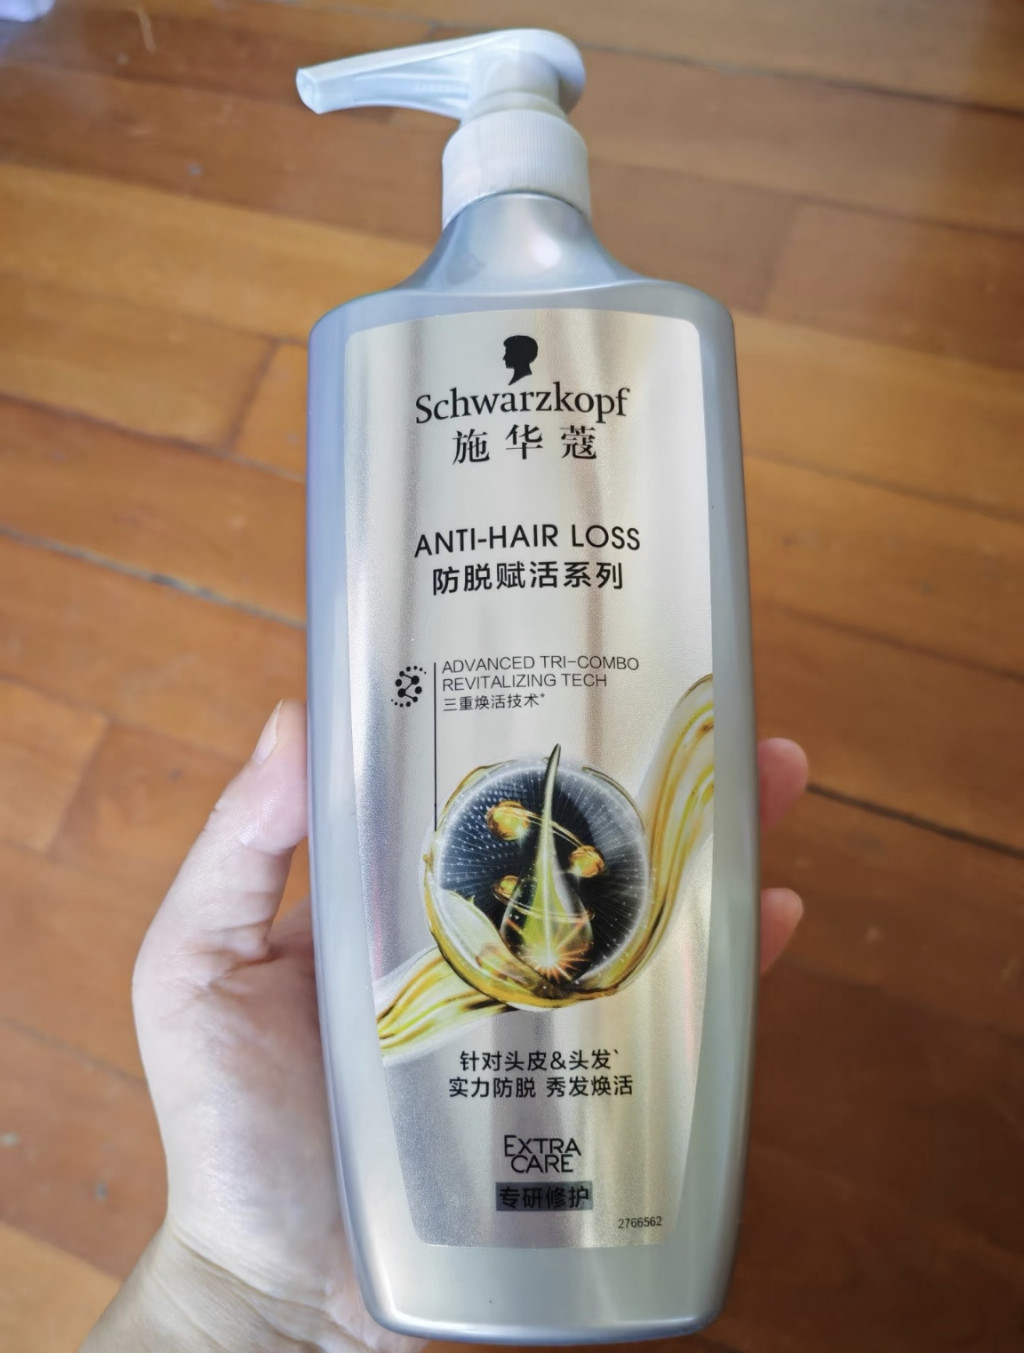 Schwarzkopf
施华蔻
ANTI-HAIR LOSS
防脱赋活系列
ADVANCED TRI-COMBO
REVITALIZING TECH
三重焕活技术*
针对头皮&头发`
实力防脱 秀发焕活
EXTRA
CARE
专研修护
2766562